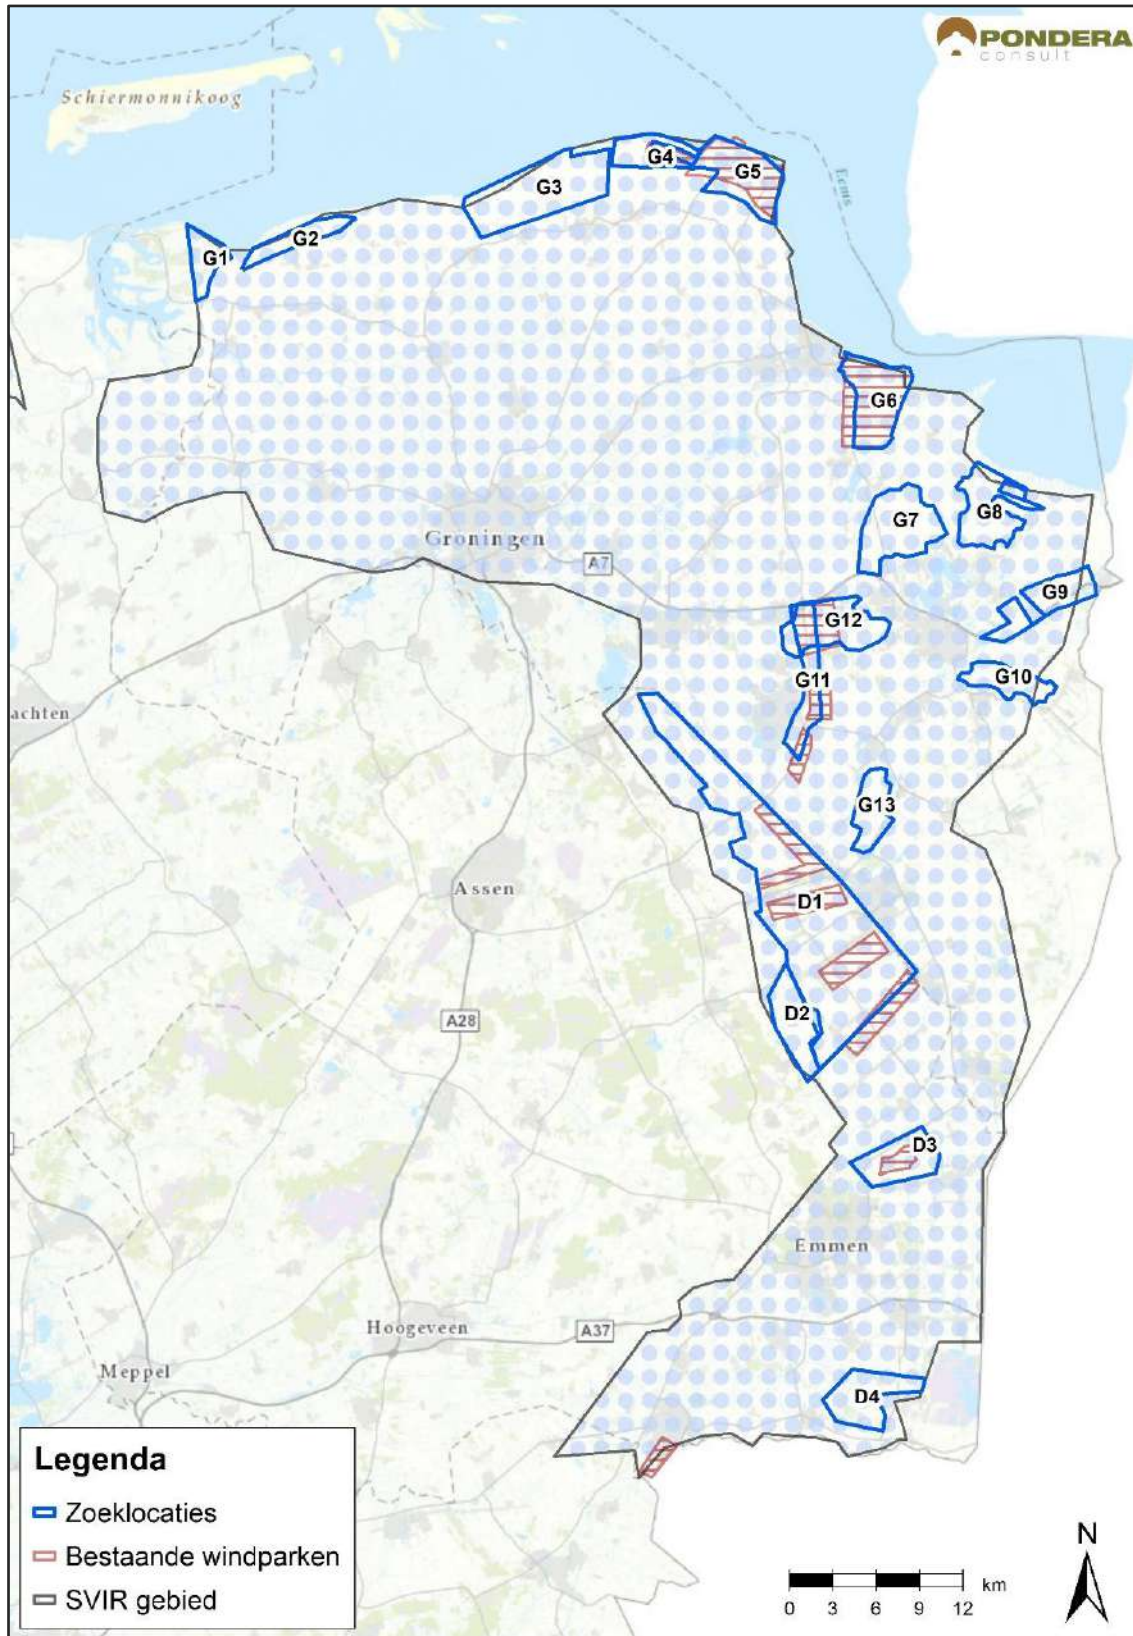 PONDERA
consult
Schiermonnikoog
Eems
G4
G5
G3
G2
G1
G6
G7
G8
Groningen
A7
G9
G12
G11
G10
achten
G13
Assen
D1
D2
A28
D3
Emmen
Hoogeveen
A37
Meppel
D4
Legenda
Zoeklocaties
Bestaande windparken
SVIR gebied
N
km
0 3 6 9 12